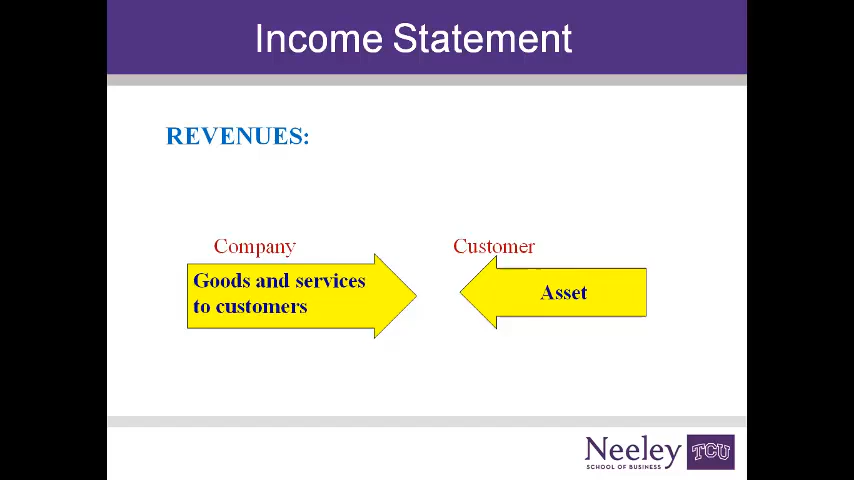 Income Statement
REVENUES:
Company
Customer
Goods and services
to customers
Asset
Neeley
SCHOOL OF BUSINESS
TCU